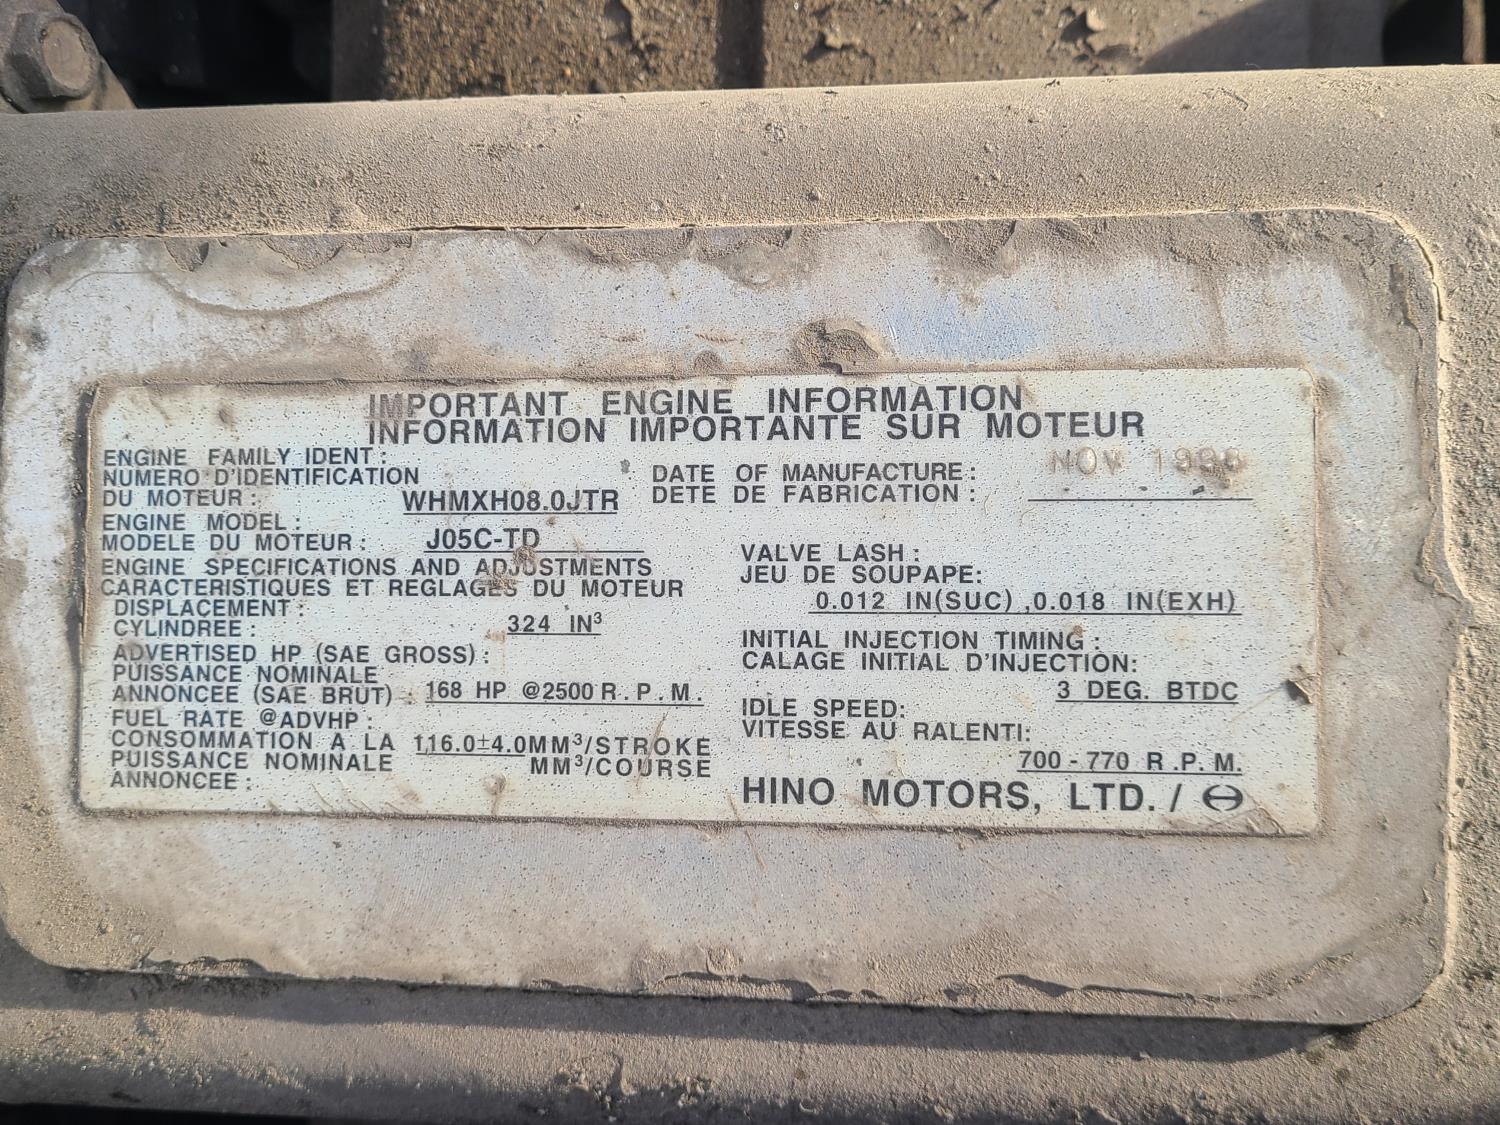 IMPORTANT ENGINE INFORMATION
INFORMATION IMPORTANTE SUR MOTEUR
ENGINE FAMILY IDENT:
NUMERO D'IDENTIFICATION
DU MOTEUR: WHMXH08.0JTR
ENGINE MODEL:
MODELE DU MOTEUR: J05C-TD
ENGINE SPECIFICATIONS AND ADJUSTMENTS
CARACTERISTIQUES ET REGLAGES DU MOTEUR
DISPLACEMENT:
CYLINDREE: 324 IN³
ADVERTISED HP (SAE GROSS):
PUISSANCE NOMINALE
ANNONCEE (SAE BRUT) 168 HP @2500 R.P.M.
FUEL RATE @ADVHP:
CONSOMMATION A LA 116.0±4.0MM³/STROKE
PUISSANCE NOMINALE MM³/COURSE
ANNONCEE:
DATE OF MANUFACTURE: NOV
DETE DE FABRICATION:
VALVE LASH:
JEU DE SOUPAPE:
0.012 IN(SUC),0.018 IN(EXH)
INITIAL INJECTION TIMING:
CALAGE INITIAL D'INJECTION:
3 DEG. BTDC
IDLE SPEED:
VITESSE AU RALENTI:
700-770 R.P.M.
HINO MOTORS, LTD./